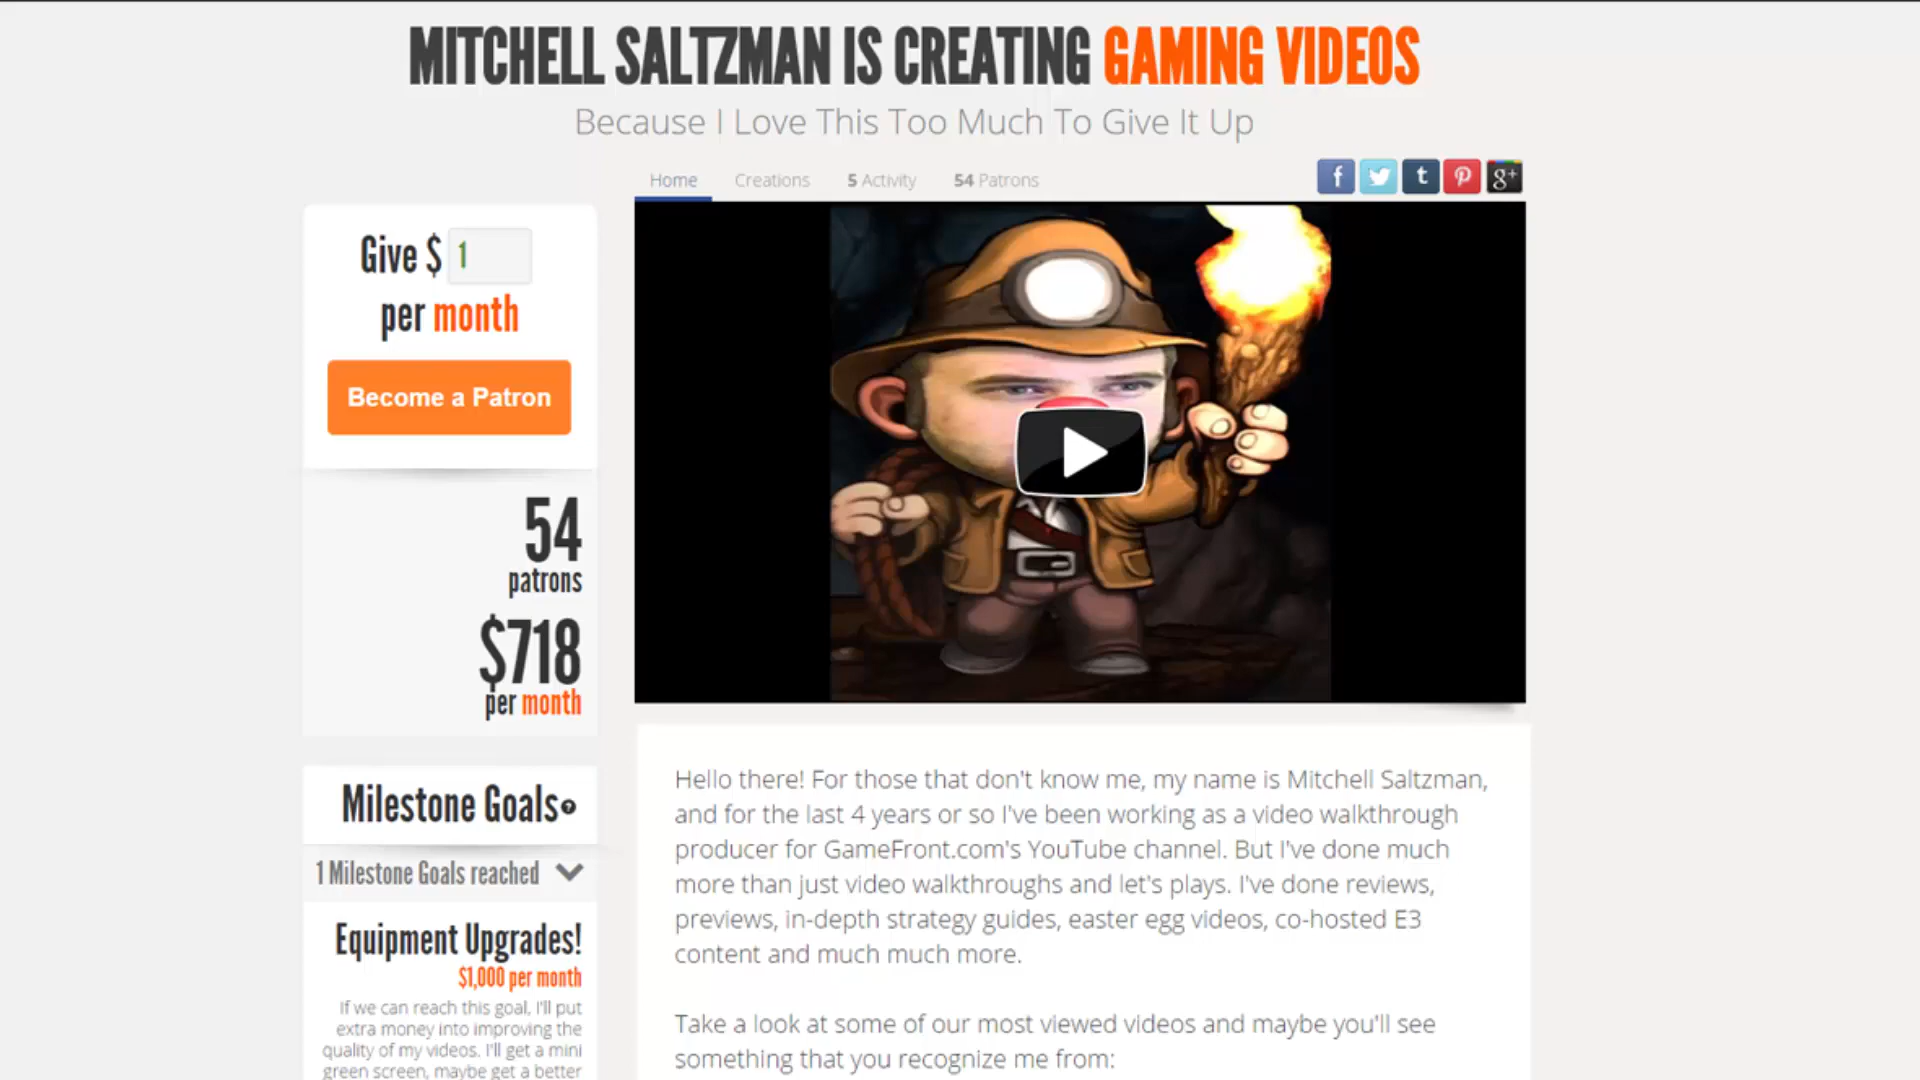 MITCHELL SALTZMAN IS CREATING GAMING VIDEOS
Because I Love This Too Much To Give It Up
Home Creations 5 Activity 54 Patrons
f t p g+
Give $ 1
per month
Become a Patron
54
patrons
$718
per month
Milestone Goals?
1 Milestone Goals reached
Equipment Upgrades!
$1,000 per month
If we can reach this goal, I'll put
extra money into improving the
quality of my videos. I'll get a mini
green screen, maybe get a better
Hello there! For those that don't know me, my name is Mitchell Saltzman,
and for the last 4 years or so I've been working as a video walkthrough
producer for GameFront.com's YouTube channel. But I've done much
more than just video walkthroughs and let's plays. I've done reviews,
previews, in-depth strategy guides, easter egg videos, co-hosted E3
content and much much more.
Take a look at some of our most viewed videos and maybe you'll see
something that you recognize me from: